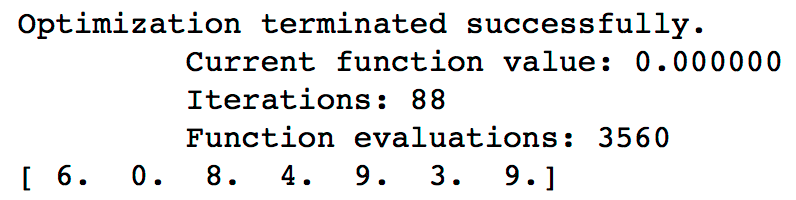 Optimization terminated successfully.
Current function value: 0.000000
Iterations: 88
Function evaluations: 3560
[ 6. 0. 8. 4. 9. 3. 9.]